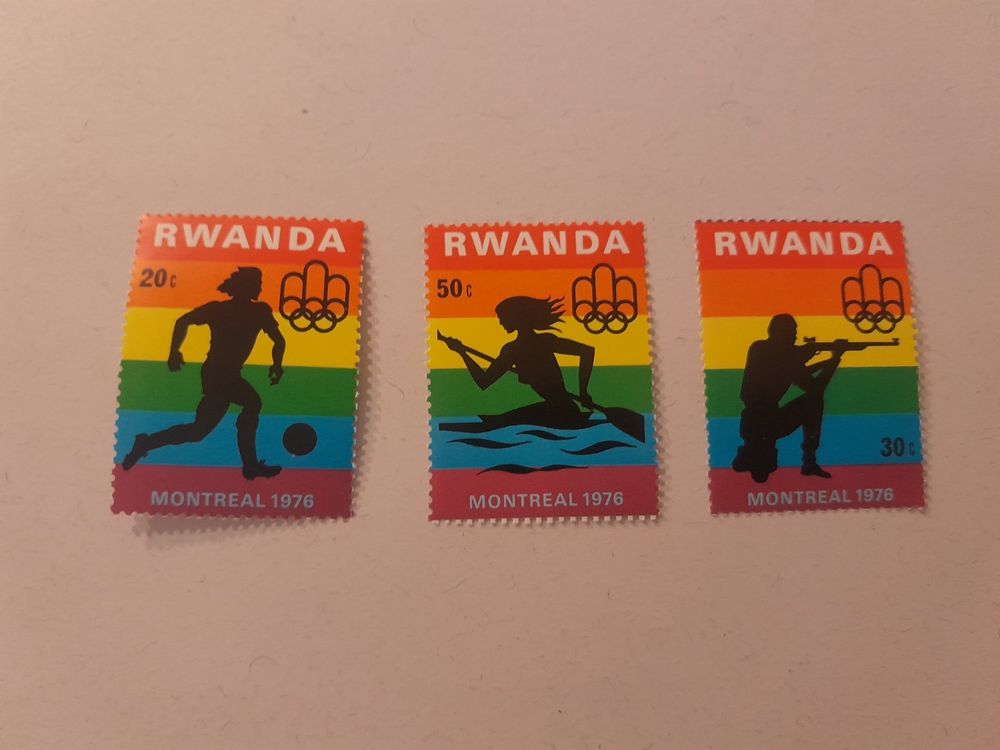 RWANDA
20c
MONTREAL 1976
RWANDA
50c
MONTREAL 1976
RWANDA
30c
MONTREAL 1976